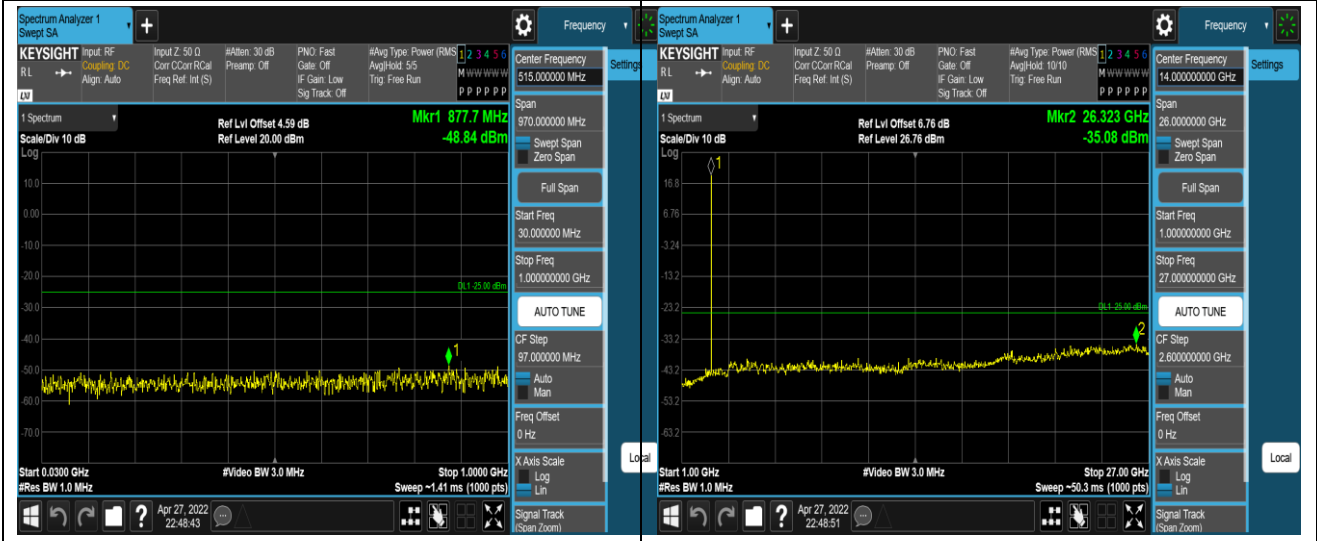 Spectrum Analyzer 1
Swept SA
+
Frequency
KEYSIGHT
RL
LXI
Input: RF
Coupling: DC
Align: Auto
Input Z: 50 Ω
Corr CCorr RCal
Freq Ref: Int (S)
#Atten: 30 dB
Preamp: Off
PNO: Fast
Gate: Off
IF Gain: Low
Sig Track: Off
#Avg Type: Power (RMS
Avg|Hold: 5/5
Trig: Free Run
1 2 3 4 5 6
M W W W W W
P P P P P P
Center Frequency
515.000000 MHz
Settings
Span
970.000000 MHz
Swept Span
Zero Span
Full Span
Start Freq
30.000000 MHz
Stop Freq
1.000000000 GHz
AUTO TUNE
CF Step
97.000000 MHz
Auto
Man
Freq Offset
0 Hz
X Axis Scale
Log
Lin
Signal Track
(Span Zoom)
Local
1 Spectrum
Scale/Div 10 dB
Log
Ref Lvl Offset 4.59 dB
Ref Level 20.00 dBm
Mkr1 877.7 MHz
-48.84 dBm
10.0
0.00
-10.0
-20.0
DL1 -25.00 dBm
-30.0
-40.0
1
-50.0
-60.0
-70.0
Start 0.0300 GHz
#Res BW 1.0 MHz
#Video BW 3.0 MHz
Stop 1.0000 GHz
Sweep ~1.41 ms (1000 pts)
?
Apr 27, 2022
22:48:43
Spectrum Analyzer 1
Swept SA
+
Frequency
KEYSIGHT
RL
LXI
Input: RF
Coupling: DC
Align: Auto
Input Z: 50 Ω
Corr CCorr RCal
Freq Ref: Int (S)
#Atten: 30 dB
Preamp: Off
PNO: Fast
Gate: Off
IF Gain: Low
Sig Track: Off
#Avg Type: Power (RMS
Avg|Hold: 10/10
Trig: Free Run
1 2 3 4 5 6
M W W W W W
P P P P P P
Center Frequency
14.000000000 GHz
Settings
Span
26.0000000 GHz
Swept Span
Zero Span
Full Span
Start Freq
1.000000000 GHz
Stop Freq
27.000000000 GHz
AUTO TUNE
CF Step
2.600000000 GHz
Auto
Man
Freq Offset
0 Hz
X Axis Scale
Log
Lin
Signal Track
(Span Zoom)
Local
1 Spectrum
Scale/Div 10 dB
Log
Ref Lvl Offset 6.76 dB
Ref Level 26.76 dBm
Mkr2 26.323 GHz
-35.08 dBm
1
16.8
6.76
-3.24
-13.2
-23.2
DL1 -25.00 dBm
-33.2
2
-43.2
-53.2
-63.2
Start 1.00 GHz
#Res BW 1.0 MHz
#Video BW 3.0 MHz
Stop 27.00 GHz
Sweep ~50.3 ms (1000 pts)
?
Apr 27, 2022
22:48:51